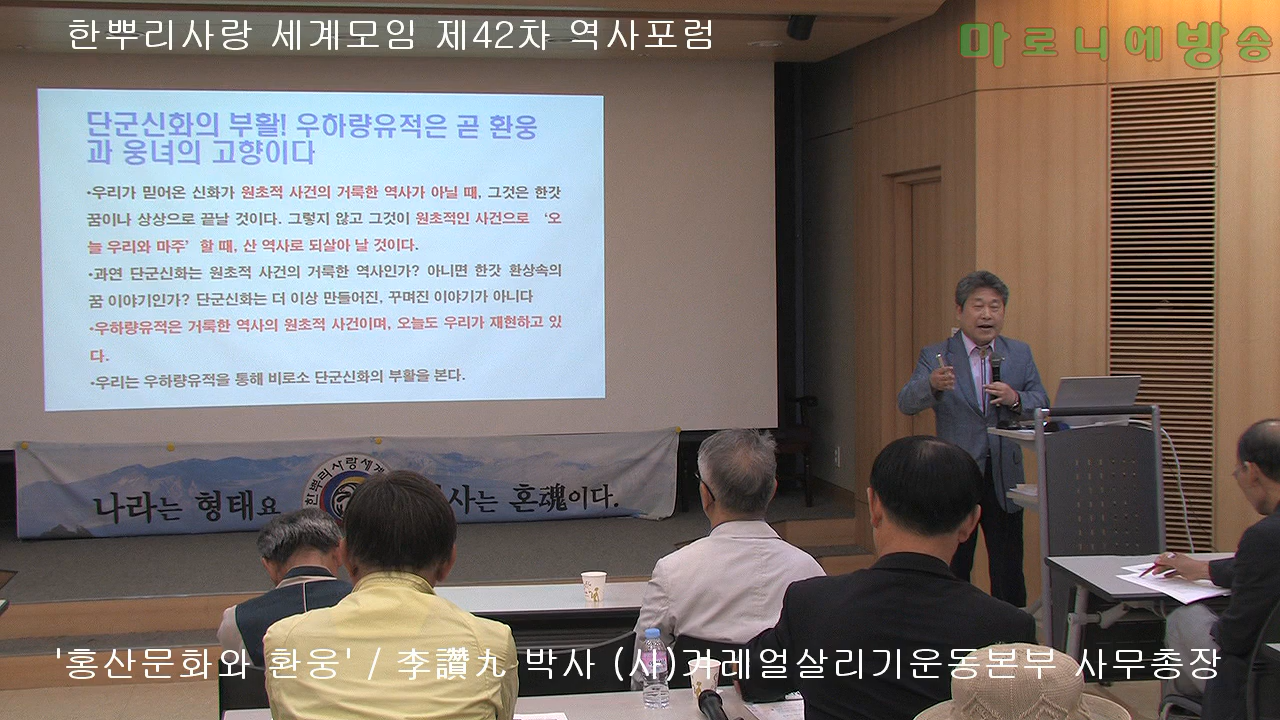 한뿌리사랑 세계모임 제42차 역사포럼
마로니에방송
단군신화의 부활! 우하량유적은 곧 환웅
과 웅녀의 고향이다
•우리가 믿어온 신화가 원초적 사건의 거룩한 역사가 아닐 때, 그것은 한갓
꿈이나 상상으로 끝날 것이다. 그렇지 않고 그것이 원초적인 사건으로 ‘오
늘 우리와 마주’할 때, 산 역사로 되살아 날 것이다.
•과연 단군신화는 원초적 사건의 거룩한 역사인가? 아니면 한갓 환상속의
꿈 이야기인가? 단군신화는 더 이상 만들어진, 꾸며진 이야기가 아니다
•우하량유적은 거룩한 역사의 원초적 사건이며, 오늘도 우리가 재현하고 있
다.
•우리는 우하량유적을 통해 비로소 단군신화의 부활을 본다.
한뿌리사랑세계
나라는 형태요 사는 혼魂이다.
'홍산문화와 환웅' / 李讚九 박사 (사)겨레얼살리기운동본부 사무총장